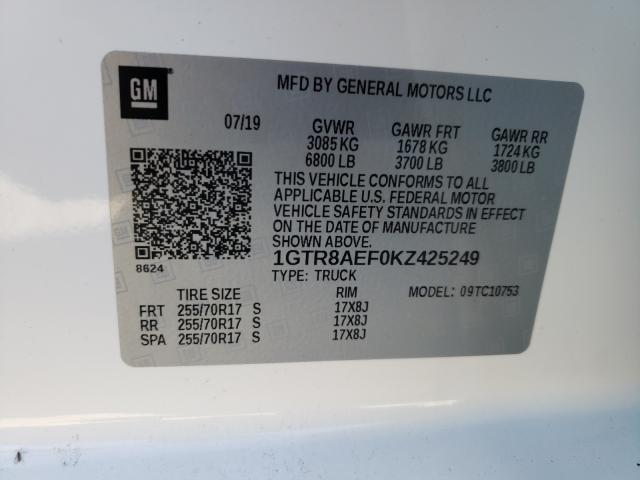 GM
MFD BY GENERAL MOTORS LLC
07/19
GVWR GAWR FRT GAWR RR
3085 KG 1678 KG 1724 KG
6800 LB 3700 LB 3800 LB
THIS VEHICLE CONFORMS TO ALL
APPLICABLE U.S. FEDERAL MOTOR
VEHICLE SAFETY STANDARDS IN EFFECT
ON THE DATE OF MANUFACTURE
SHOWN ABOVE.
8624
1GTR8AEF0KZ425249
TYPE: TRUCK
MODEL: 09TC10753
TIRE SIZE RIM
FRT 255/70R17 S 17X8J
RR 255/70R17 S 17X8J
SPA 255/70R17 S 17X8J